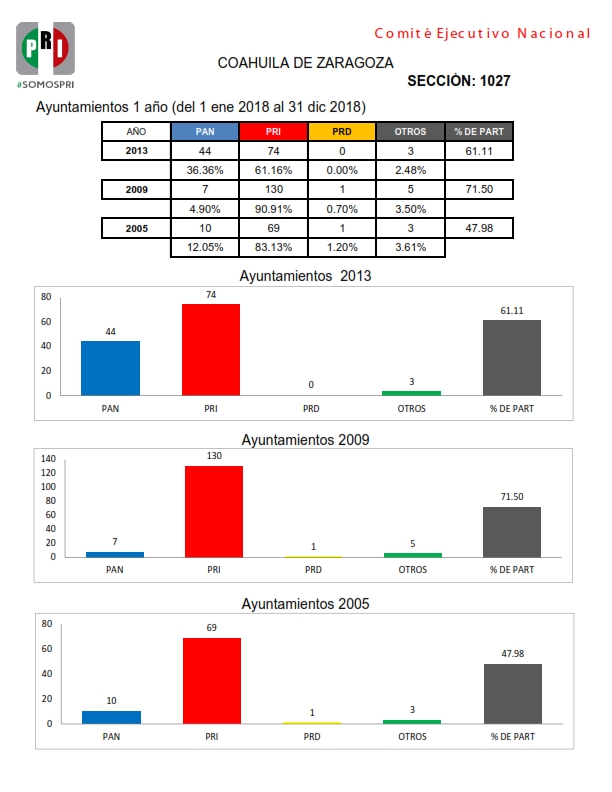 PRI
#SOMOSPRI
Comité Ejecutivo Nacional
COAHUILA DE ZARAGOZA
SECCIÓN: 1027
Ayuntamientos 1 año (del 1 ene 2018 al 31 dic 2018)
AÑO PAN PRI PRD OTROS % DE PART
2013 44 74 0 3 61.11
36.36% 61.16% 0.00% 2.48%
2009 7 130 1 5 71.50
4.90% 90.91% 0.70% 3.50%
2005 10 69 1 3 47.98
12.05% 83.13% 1.20% 3.61%
Ayuntamientos 2013
80
60
40
20
0
44 74 0 3 61.11
PAN PRI PRD OTROS % DE PART
Ayuntamientos 2009
140
120
100
80
60
40
20
0
7 130 1 5 71.50
PAN PRI PRD OTROS % DE PART
Ayuntamientos 2005
80
60
40
20
0
10 69 1 3 47.98
PAN PRI PRD OTROS % DE PART